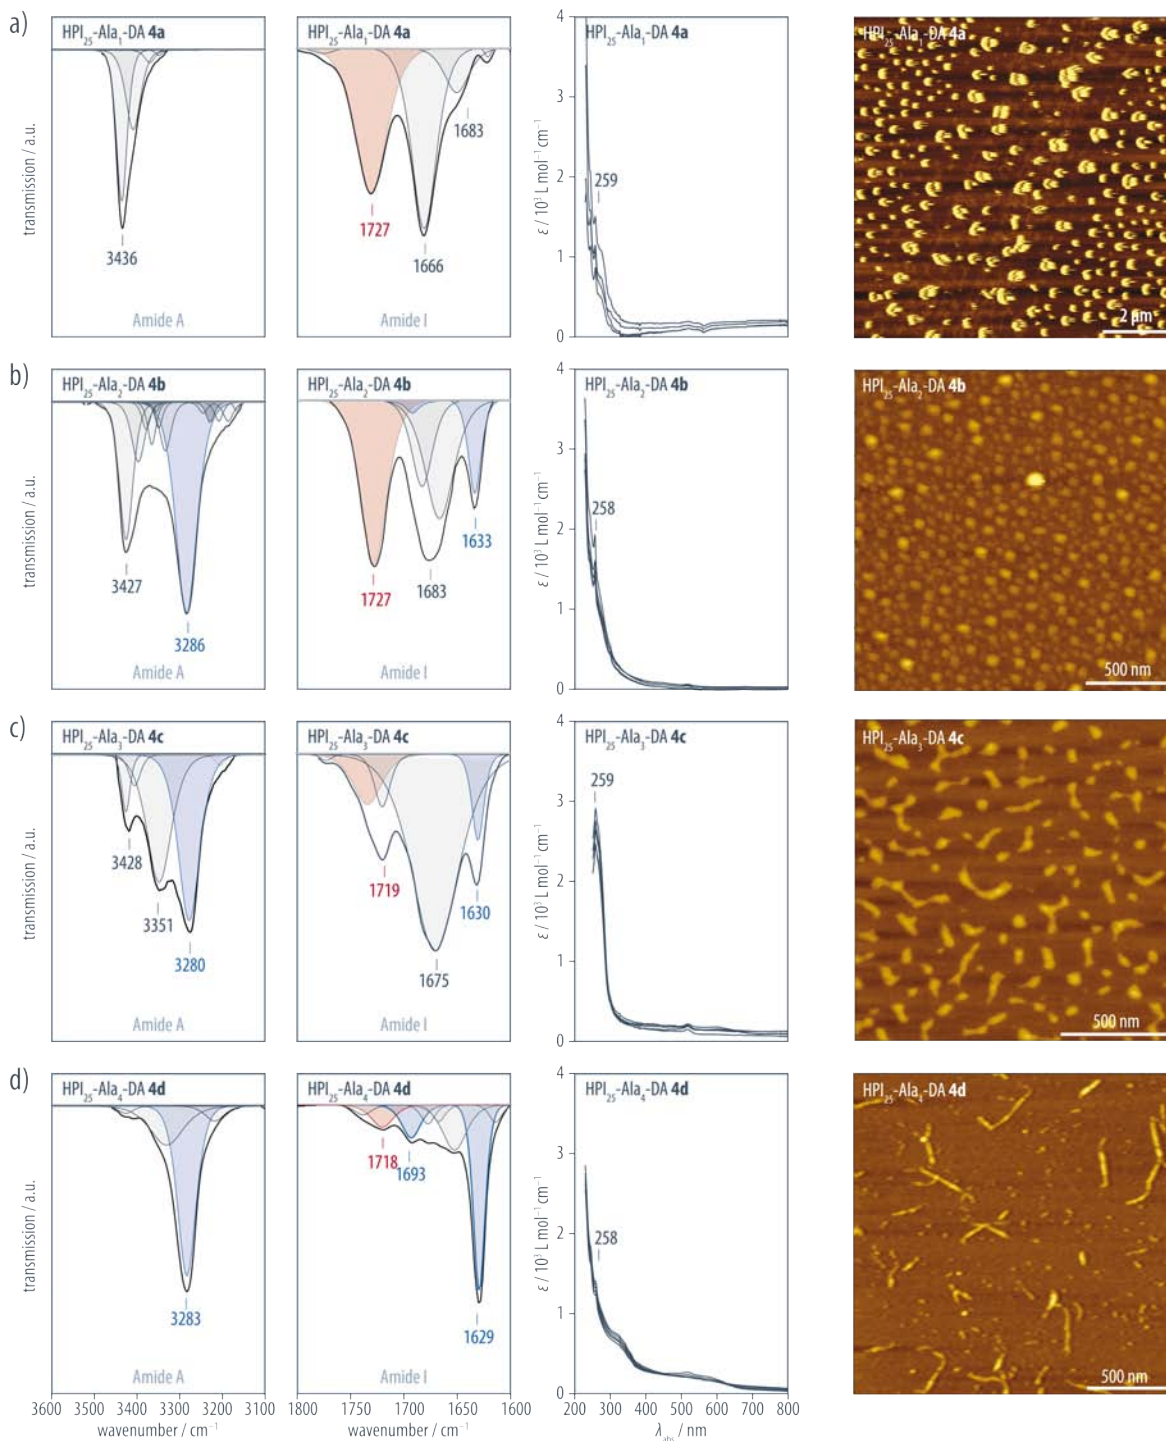 a)
HPI₂₅-Ala₁-DA 4a
3436
Amide A
transmission / a.u.
HPI₂₅-Ala₁-DA 4a
1727
1666
1683
Amide I
HPI₂₅-Ala₁-DA 4a
4
3
2
1
0
259
ε / 10³ L mol⁻¹ cm⁻¹
HPI₂₅-Ala₁-DA 4a
2 µm
b)
HPI₂₅-Ala₂-DA 4b
3427
3286
Amide A
transmission / a.u.
HPI₂₅-Ala₂-DA 4b
1727
1683
1633
Amide I
HPI₂₅-Ala₂-DA 4b
4
3
2
1
0
258
ε / 10³ L mol⁻¹ cm⁻¹
HPI₂₅-Ala₂-DA 4b
500 nm
c)
HPI₂₅-Ala₃-DA 4c
3428
3351
3280
Amide A
transmission / a.u.
HPI₂₅-Ala₃-DA 4c
1719
1675
1630
Amide I
HPI₂₅-Ala₃-DA 4c
4
3
2
1
0
259
ε / 10³ L mol⁻¹ cm⁻¹
HPI₂₅-Ala₃-DA 4c
500 nm
d)
HPI₂₅-Ala₄-DA 4d
3283
Amide A
transmission / a.u.
3600 3500 3400 3300 3200 3100
wavenumber / cm⁻¹
HPI₂₅-Ala₄-DA 4d
1718
1693
1629
Amide I
1800 1750 1700 1650 1600
wavenumber / cm⁻¹
HPI₂₅-Ala₄-DA 4d
4
3
2
1
0
258
ε / 10³ L mol⁻¹ cm⁻¹
200 300 400 500 600 700 800
λabs / nm
HPI₂₅-Ala₄-DA 4d
500 nm